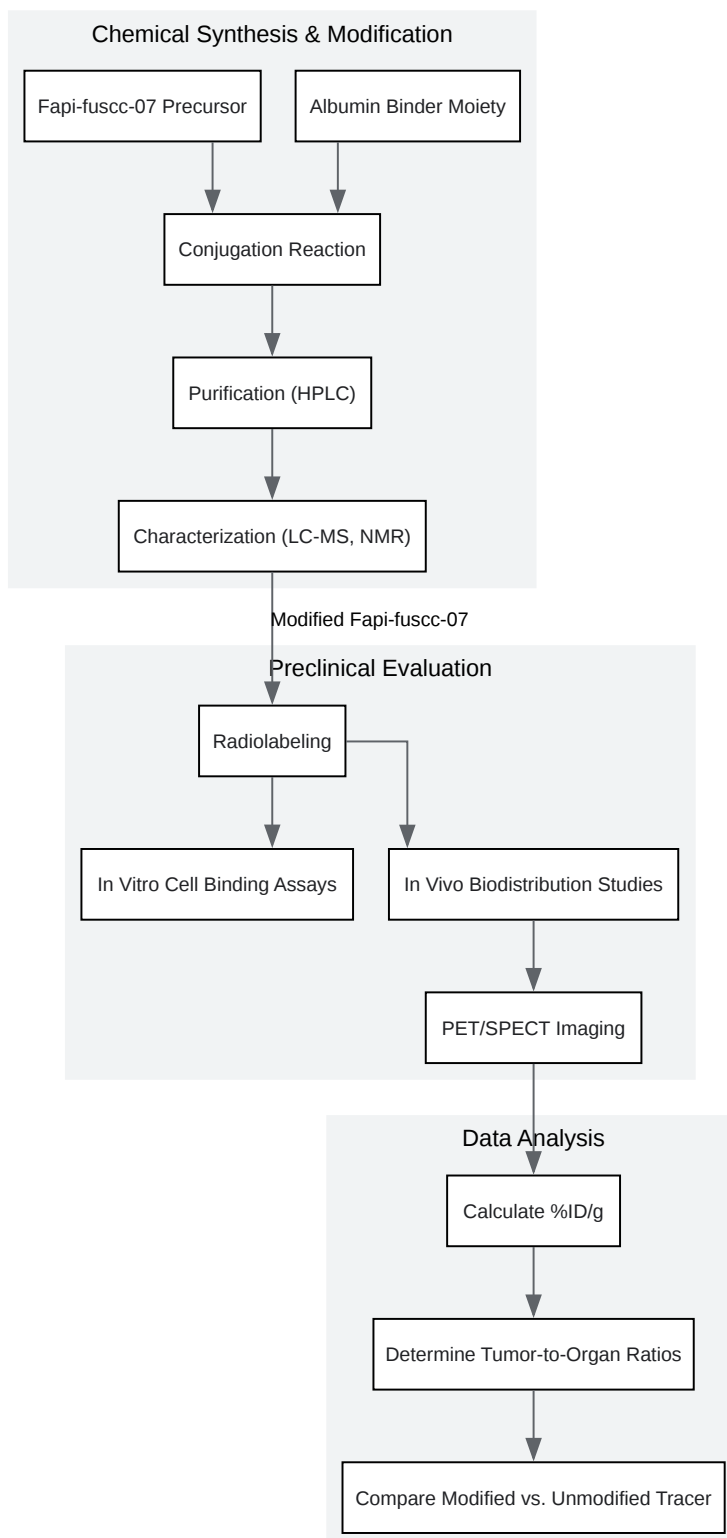 Chemical Synthesis & Modification
Fapi-fuscc-07 Precursor
Albumin Binder Moiety
Conjugation Reaction
Purification (HPLC)
Characterization (LC-MS, NMR)
Modified Fapi-fuscc-07
Preclinical Evaluation
Radiolabeling
In Vitro Cell Binding Assays
In Vivo Biodistribution Studies
PET/SPECT Imaging
Data Analysis
Calculate %ID/g
Determine Tumor-to-Organ Ratios
Compare Modified vs. Unmodified Tracer